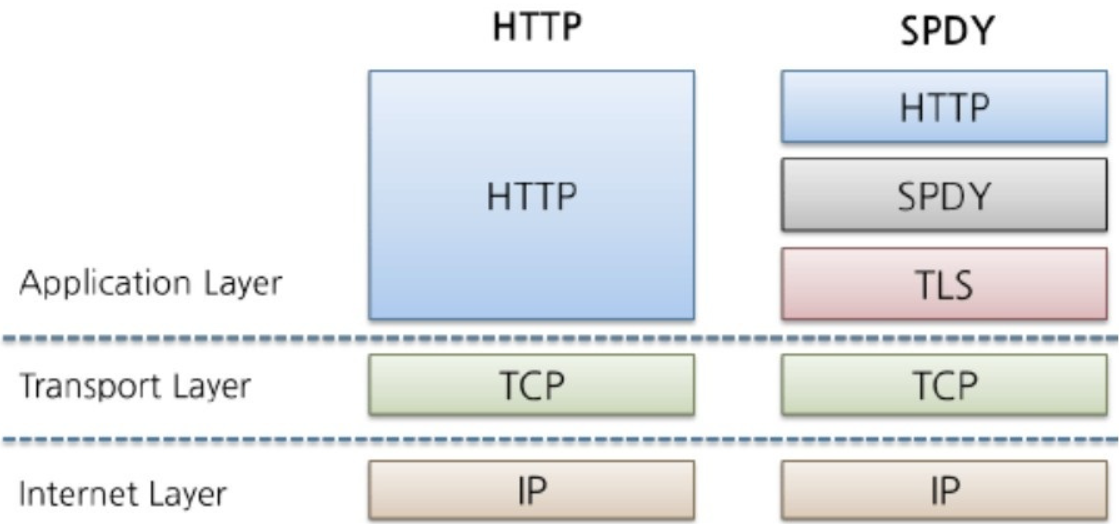 HTTP SPDY
HTTP
HTTP
SPDY
Application Layer TLS
Transport Layer TCP TCP
Internet Layer IP IP